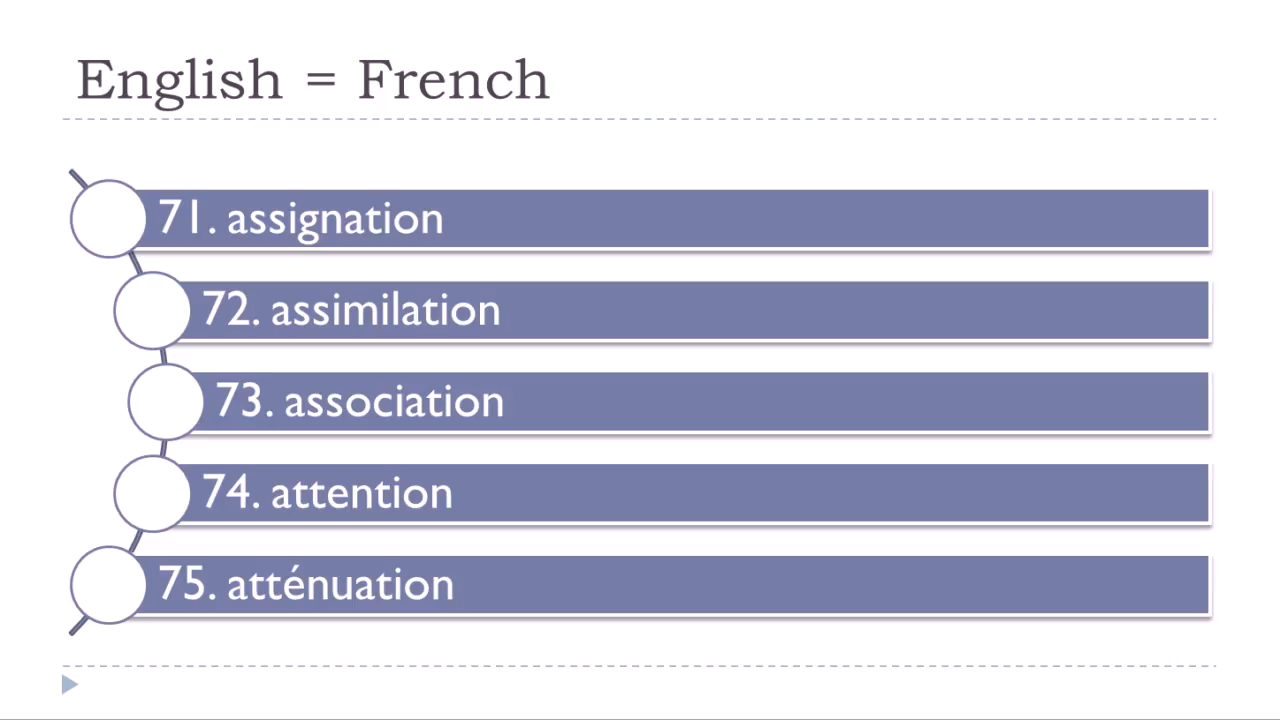 English = French
71. assignation
72. assimilation
73. association
74. attention
75. atténuation